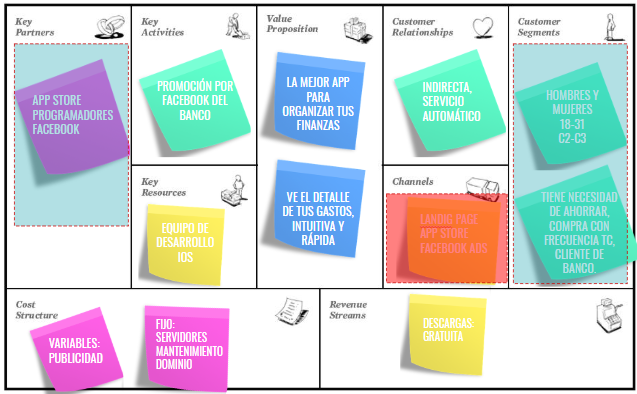 Key
Partners
APP STORE
PROGRAMADORES
FACEBOOK
Key
Activities
PROMOCIÓN POR
FACEBOOK DEL
BANCO
Key
Resources
EQUIPO DE
DESARROLLO
IOS
Value
Proposition
LA MEJOR APP
PARA
ORGANIZAR TUS
FINANZAS
VE EL DETALLE
DE TUS GASTOS,
INTUITIVA Y
RÁPIDA
Customer
Relationships
INDIRECTA,
SERVICIO
AUTOMÁTICO
Channels
LANDIG PAGE
APP STORE
FACEBOOK ADS
Customer
Segments
HOMBRES Y
MUJERES
18-31
C2-C3
TIENE NECESIDAD
DE AHORRAR,
COMPRA CON
FRECUENCIA TC,
CLIENTE DE
BANCO.
Cost
Structure
VARIABLES:
PUBLICIDAD
FIJO:
SERVIDORES
MANTENIMIENTO
DOMINIO
Revenue
Streams
DESCARGAS:
GRATUITA